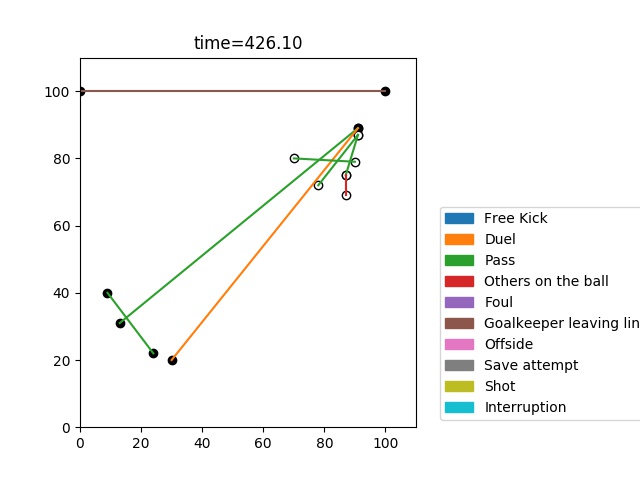 time=426.10
100
80
60
40
20
0
0 20 40 60 80 100
Free Kick
Duel
Pass
Others on the ball
Foul
Goalkeeper leaving lin
Offside
Save attempt
Shot
Interruption